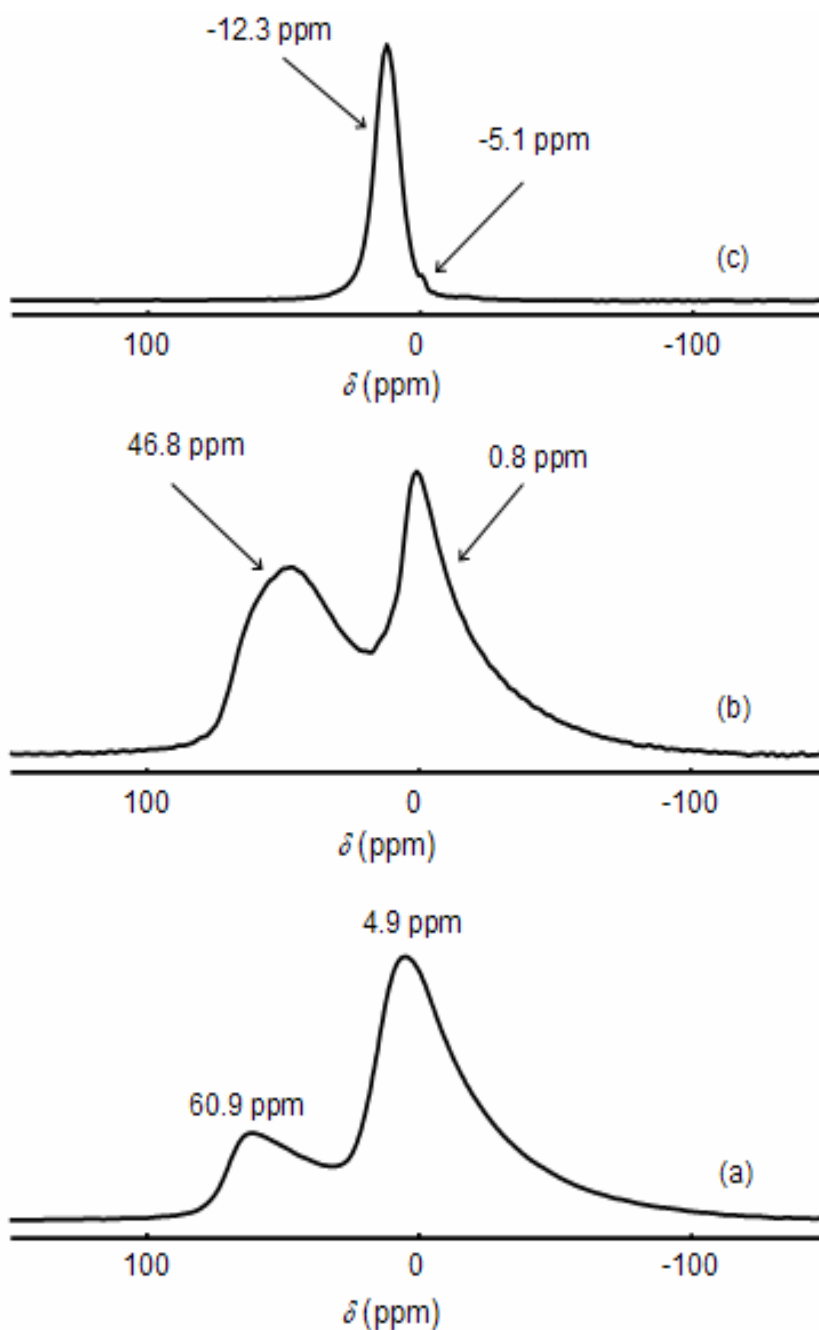 -12.3 ppm
-5.1 ppm
(c)
100 0 -100
δ (ppm)
46.8 ppm
0.8 ppm
(b)
100 0 -100
δ (ppm)
4.9 ppm
60.9 ppm
(a)
100 0 -100
δ (ppm)